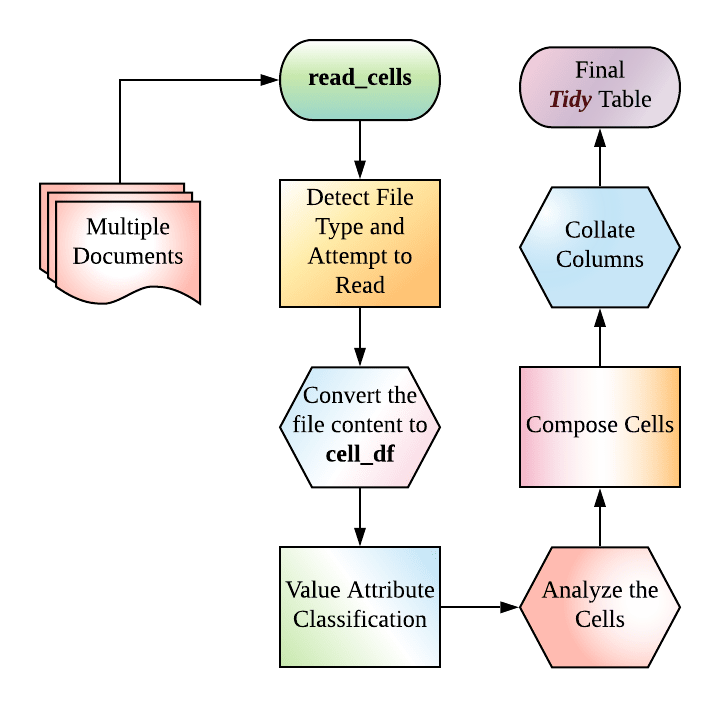 Multiple
Documents
read_cells
Detect File
Type and
Attempt to
Read
Convert the
file content to
cell_df
Value Attribute
Classification
Analyze the
Cells
Compose Cells
Collate
Columns
Final
Tidy Table